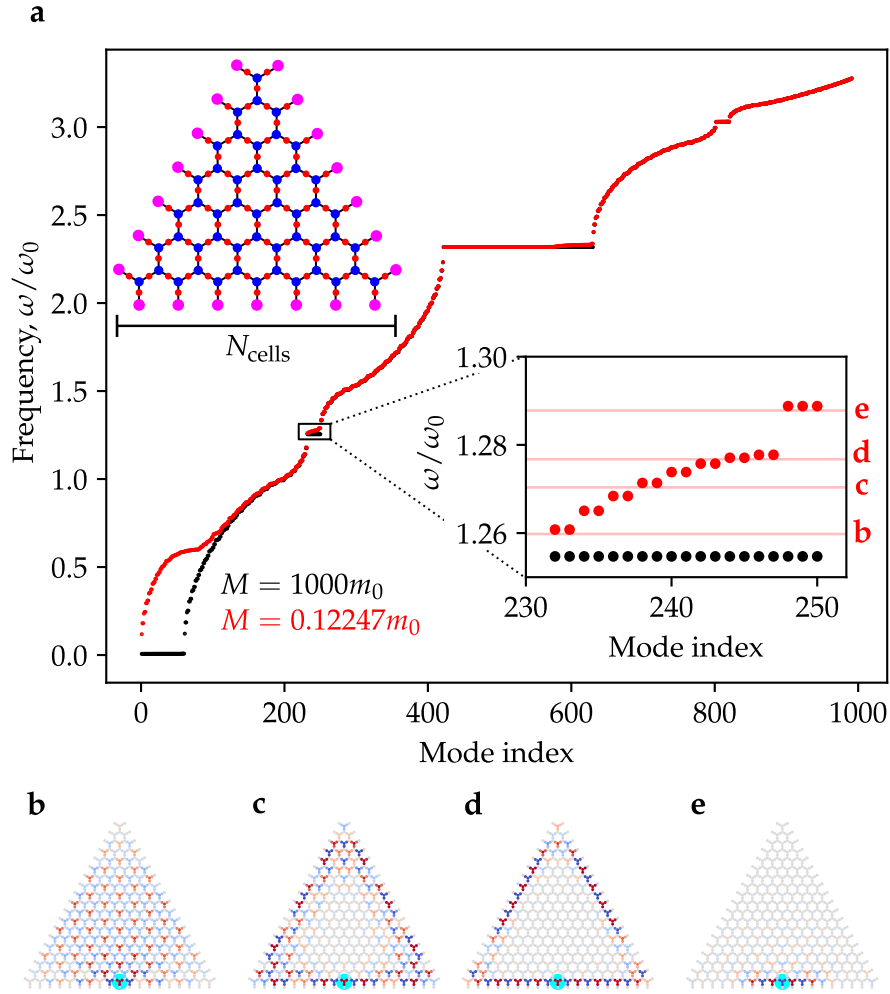 a
Frequency, ω/ω₀
3.0
2.5
2.0
1.5
1.0
0.5
0.0
N_cells
M = 1000m₀
M = 0.12247m₀
ω/ω₀
1.30
1.28
1.26
e
d
c
b
230
240
250
Mode index
0
200
400
600
800
1000
Mode index
b
c
d
e